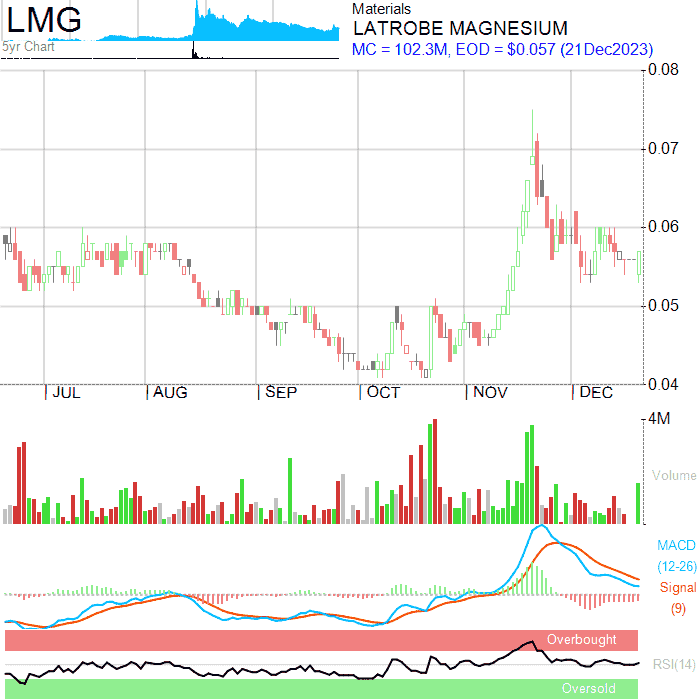 LMG
5yr Chart
Materials
LATROBE MAGNESIUM
MC = 102.3M, EOD = $0.057 (21Dec2023)
0.08
0.07
0.06
0.05
0.04
JUL AUG SEP OCT NOV DEC
4M
Volume
MACD
(12-26)
Signal
(9)
Overbought
RSI(14)
Oversold